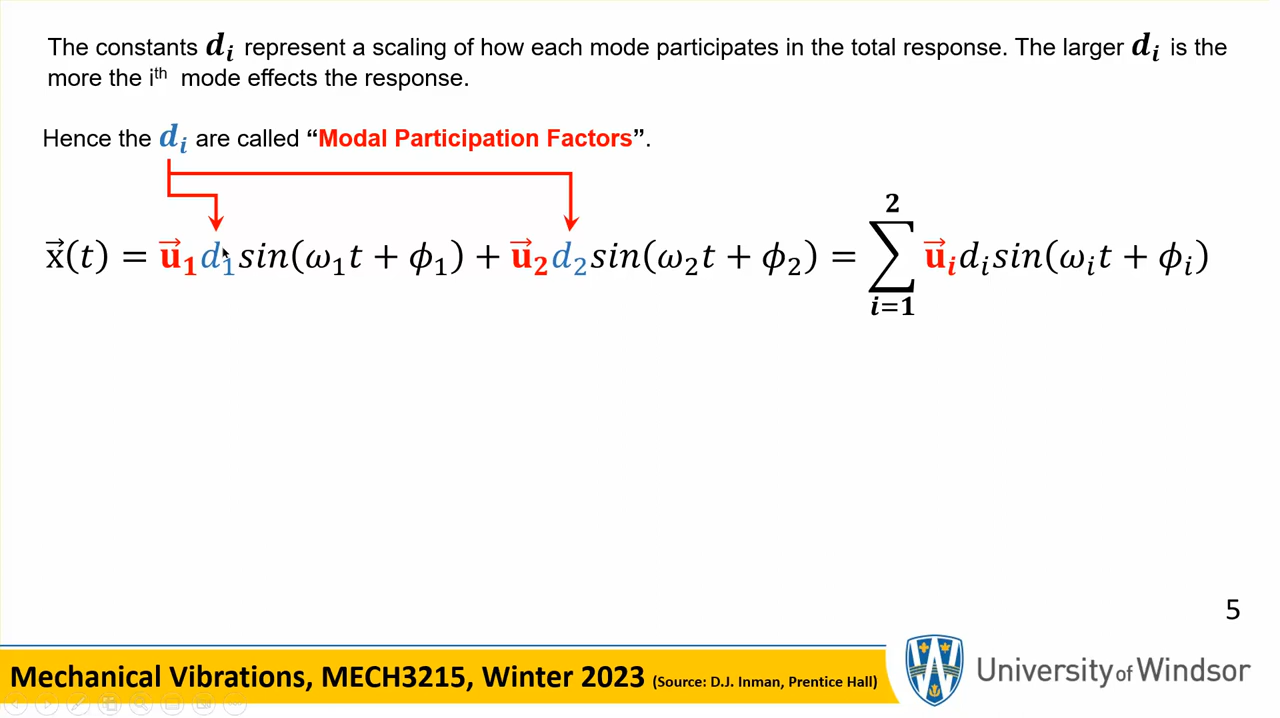 The constants 𝒅ᵢ represent a scaling of how each mode participates in the total response. The larger 𝒅ᵢ is the
more the iᵗʰ mode effects the response.
Hence the 𝒅ᵢ are called “Modal Participation Factors”.
x⃗(t) = u⃗₁d₁sin(ω₁t + ϕ₁) + u⃗₂d₂sin(ω₂t + ϕ₂) = ∑_{i=1}^{2} u⃗ᵢdᵢsin(ωᵢt + ϕᵢ)
5
Mechanical Vibrations, MECH3215, Winter 2023 (Source: D.J. Inman, Prentice Hall)
University of Windsor